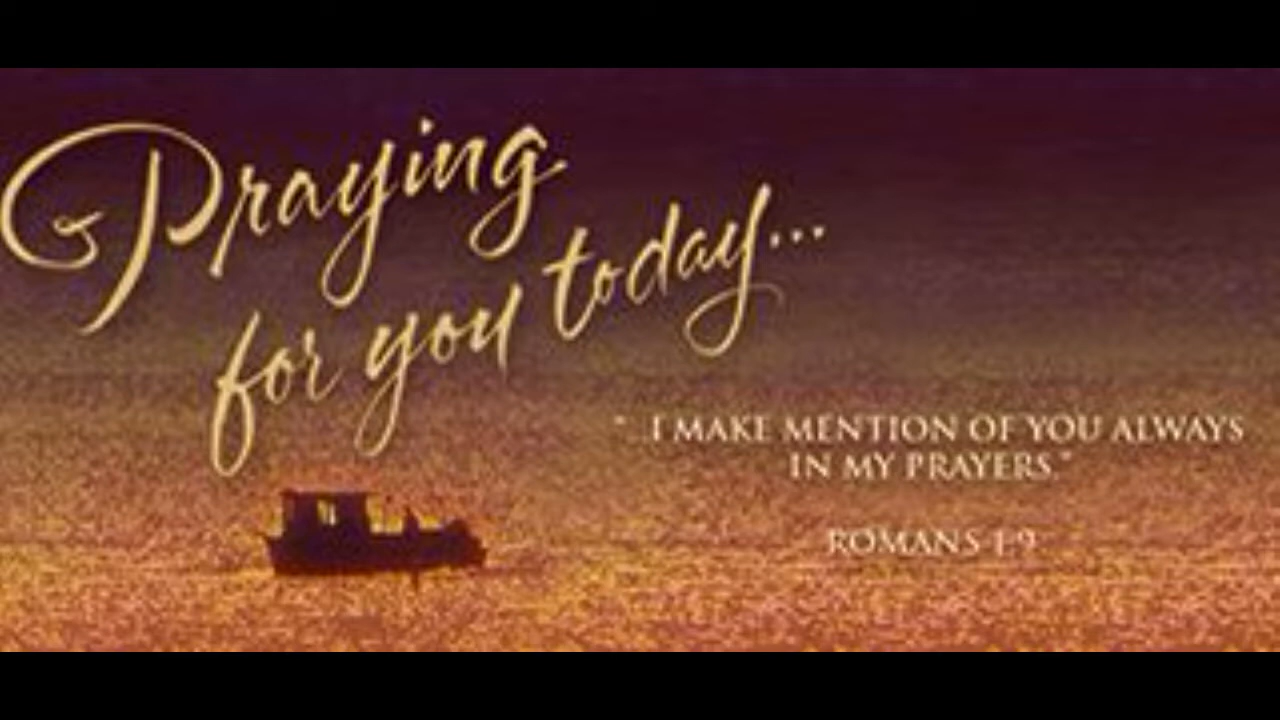 Praying
for you today...
"...I MAKE MENTION OF YOU ALWAYS
IN MY PRAYERS."
ROMANS 1:9